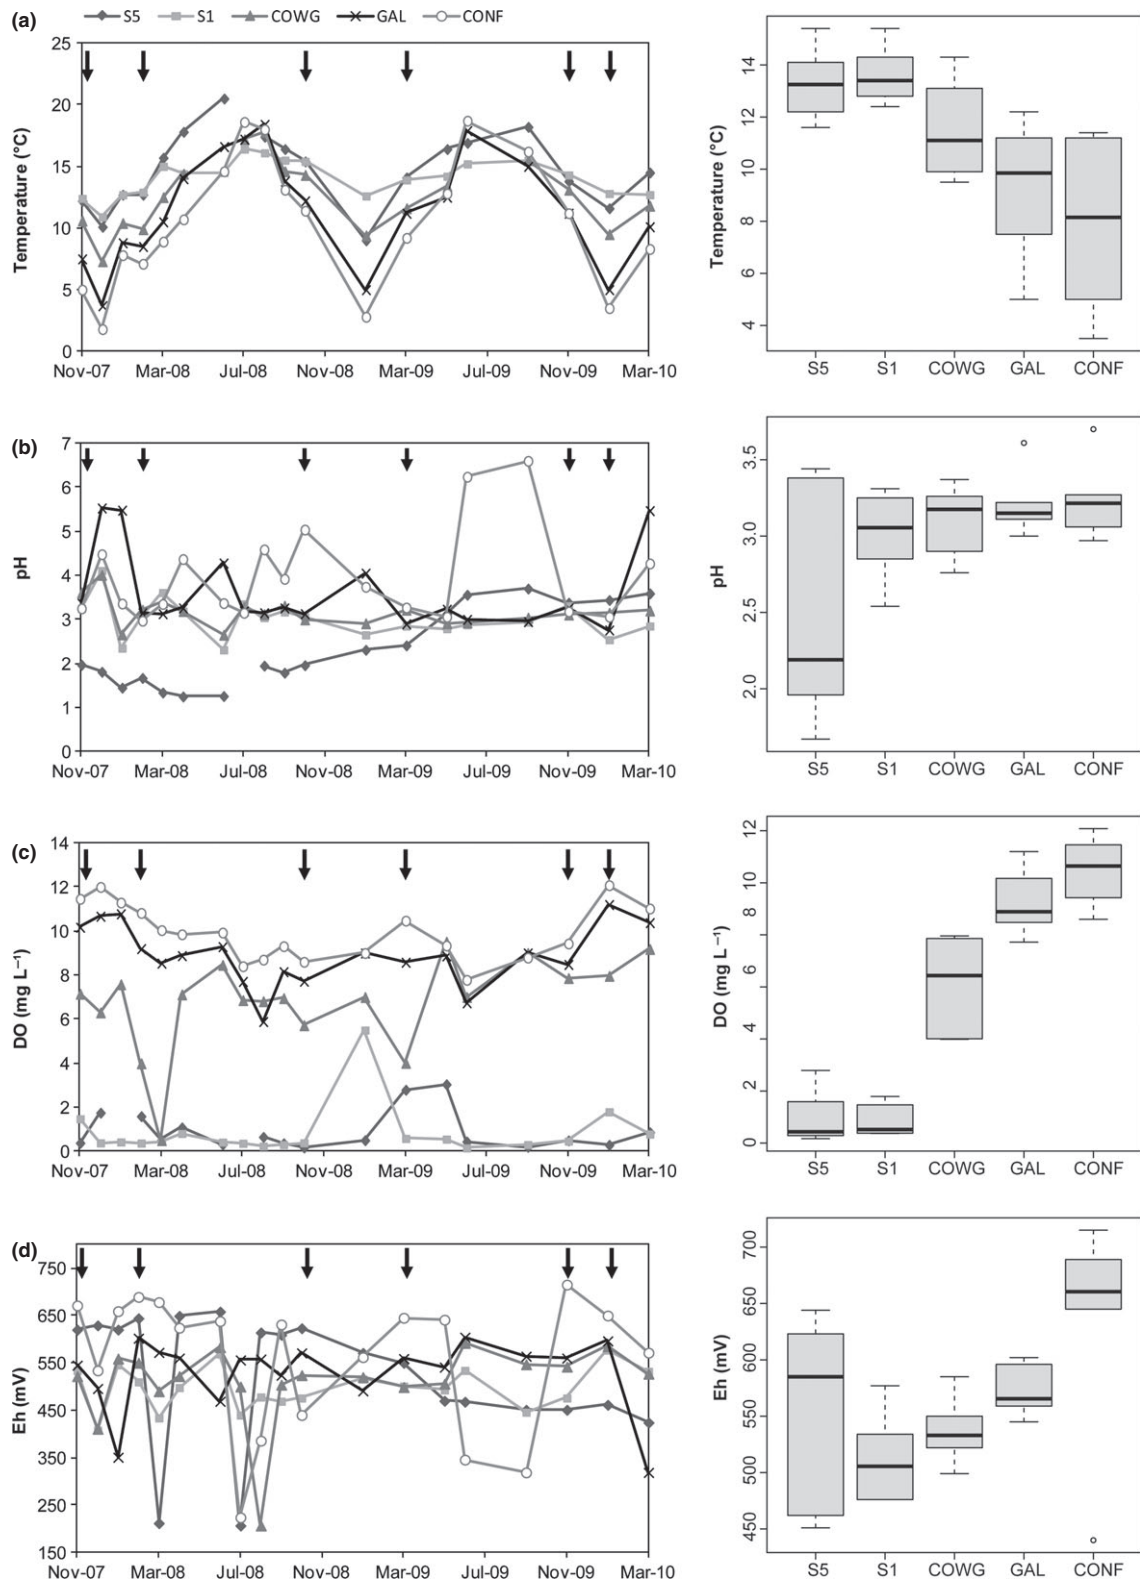 (a) S5 S1 COWG GAL CONF
25
20
15
10
5
0
Temperature (°C)
Nov-07 Mar-08 Jul-08 Nov-08 Mar-09 Jul-09 Nov-09 Mar-10
14
12
10
8
6
4
Temperature (°C)
S5 S1 COWG GAL CONF
(b)
7
6
5
4
3
2
1
0
pH
Nov-07 Mar-08 Jul-08 Nov-08 Mar-09 Jul-09 Nov-09 Mar-10
3.5
3.0
2.5
2.0
pH
S5 S1 COWG GAL CONF
(c)
14
12
10
8
6
4
2
0
DO (mg L⁻¹)
Nov-07 Mar-08 Jul-08 Nov-08 Mar-09 Jul-09 Nov-09 Mar-10
12
10
8
6
4
2
0
DO (mg L⁻¹)
S5 S1 COWG GAL CONF
(d)
750
650
550
450
350
250
150
Eh (mV)
Nov-07 Mar-08 Jul-08 Nov-08 Mar-09 Jul-09 Nov-09 Mar-10
700
650
600
550
500
450
Eh (mV)
S5 S1 COWG GAL CONF